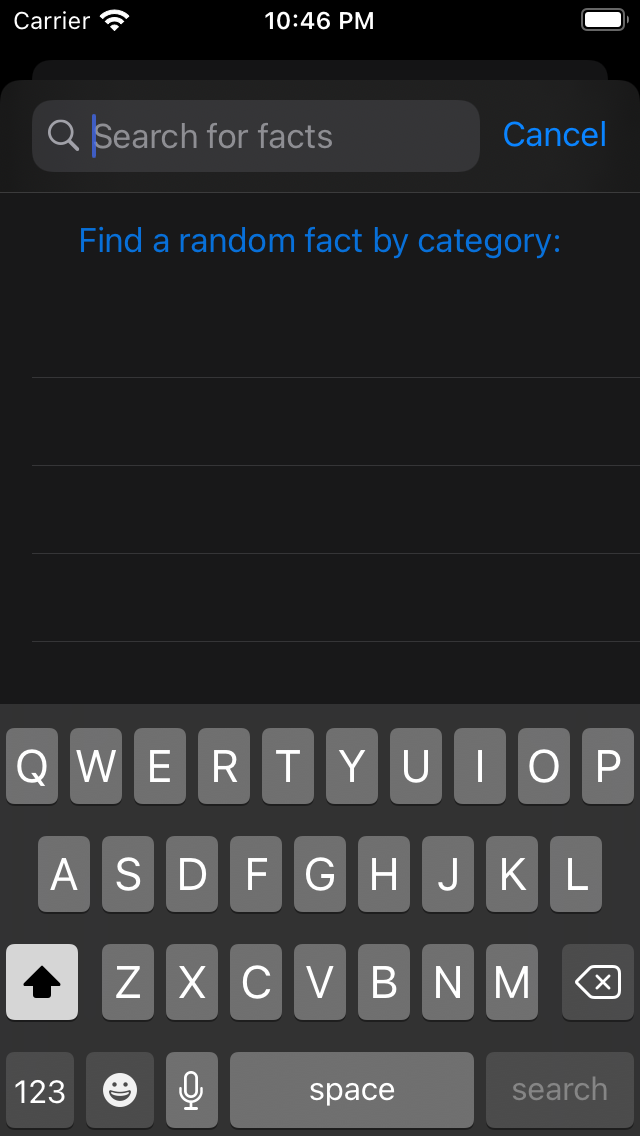 Carrier 10:46 PM
Search for facts Cancel
Find a random fact by category:
Q W E R T Y U I O P
A S D F G H J K L
Z X C V B N M
123 space search